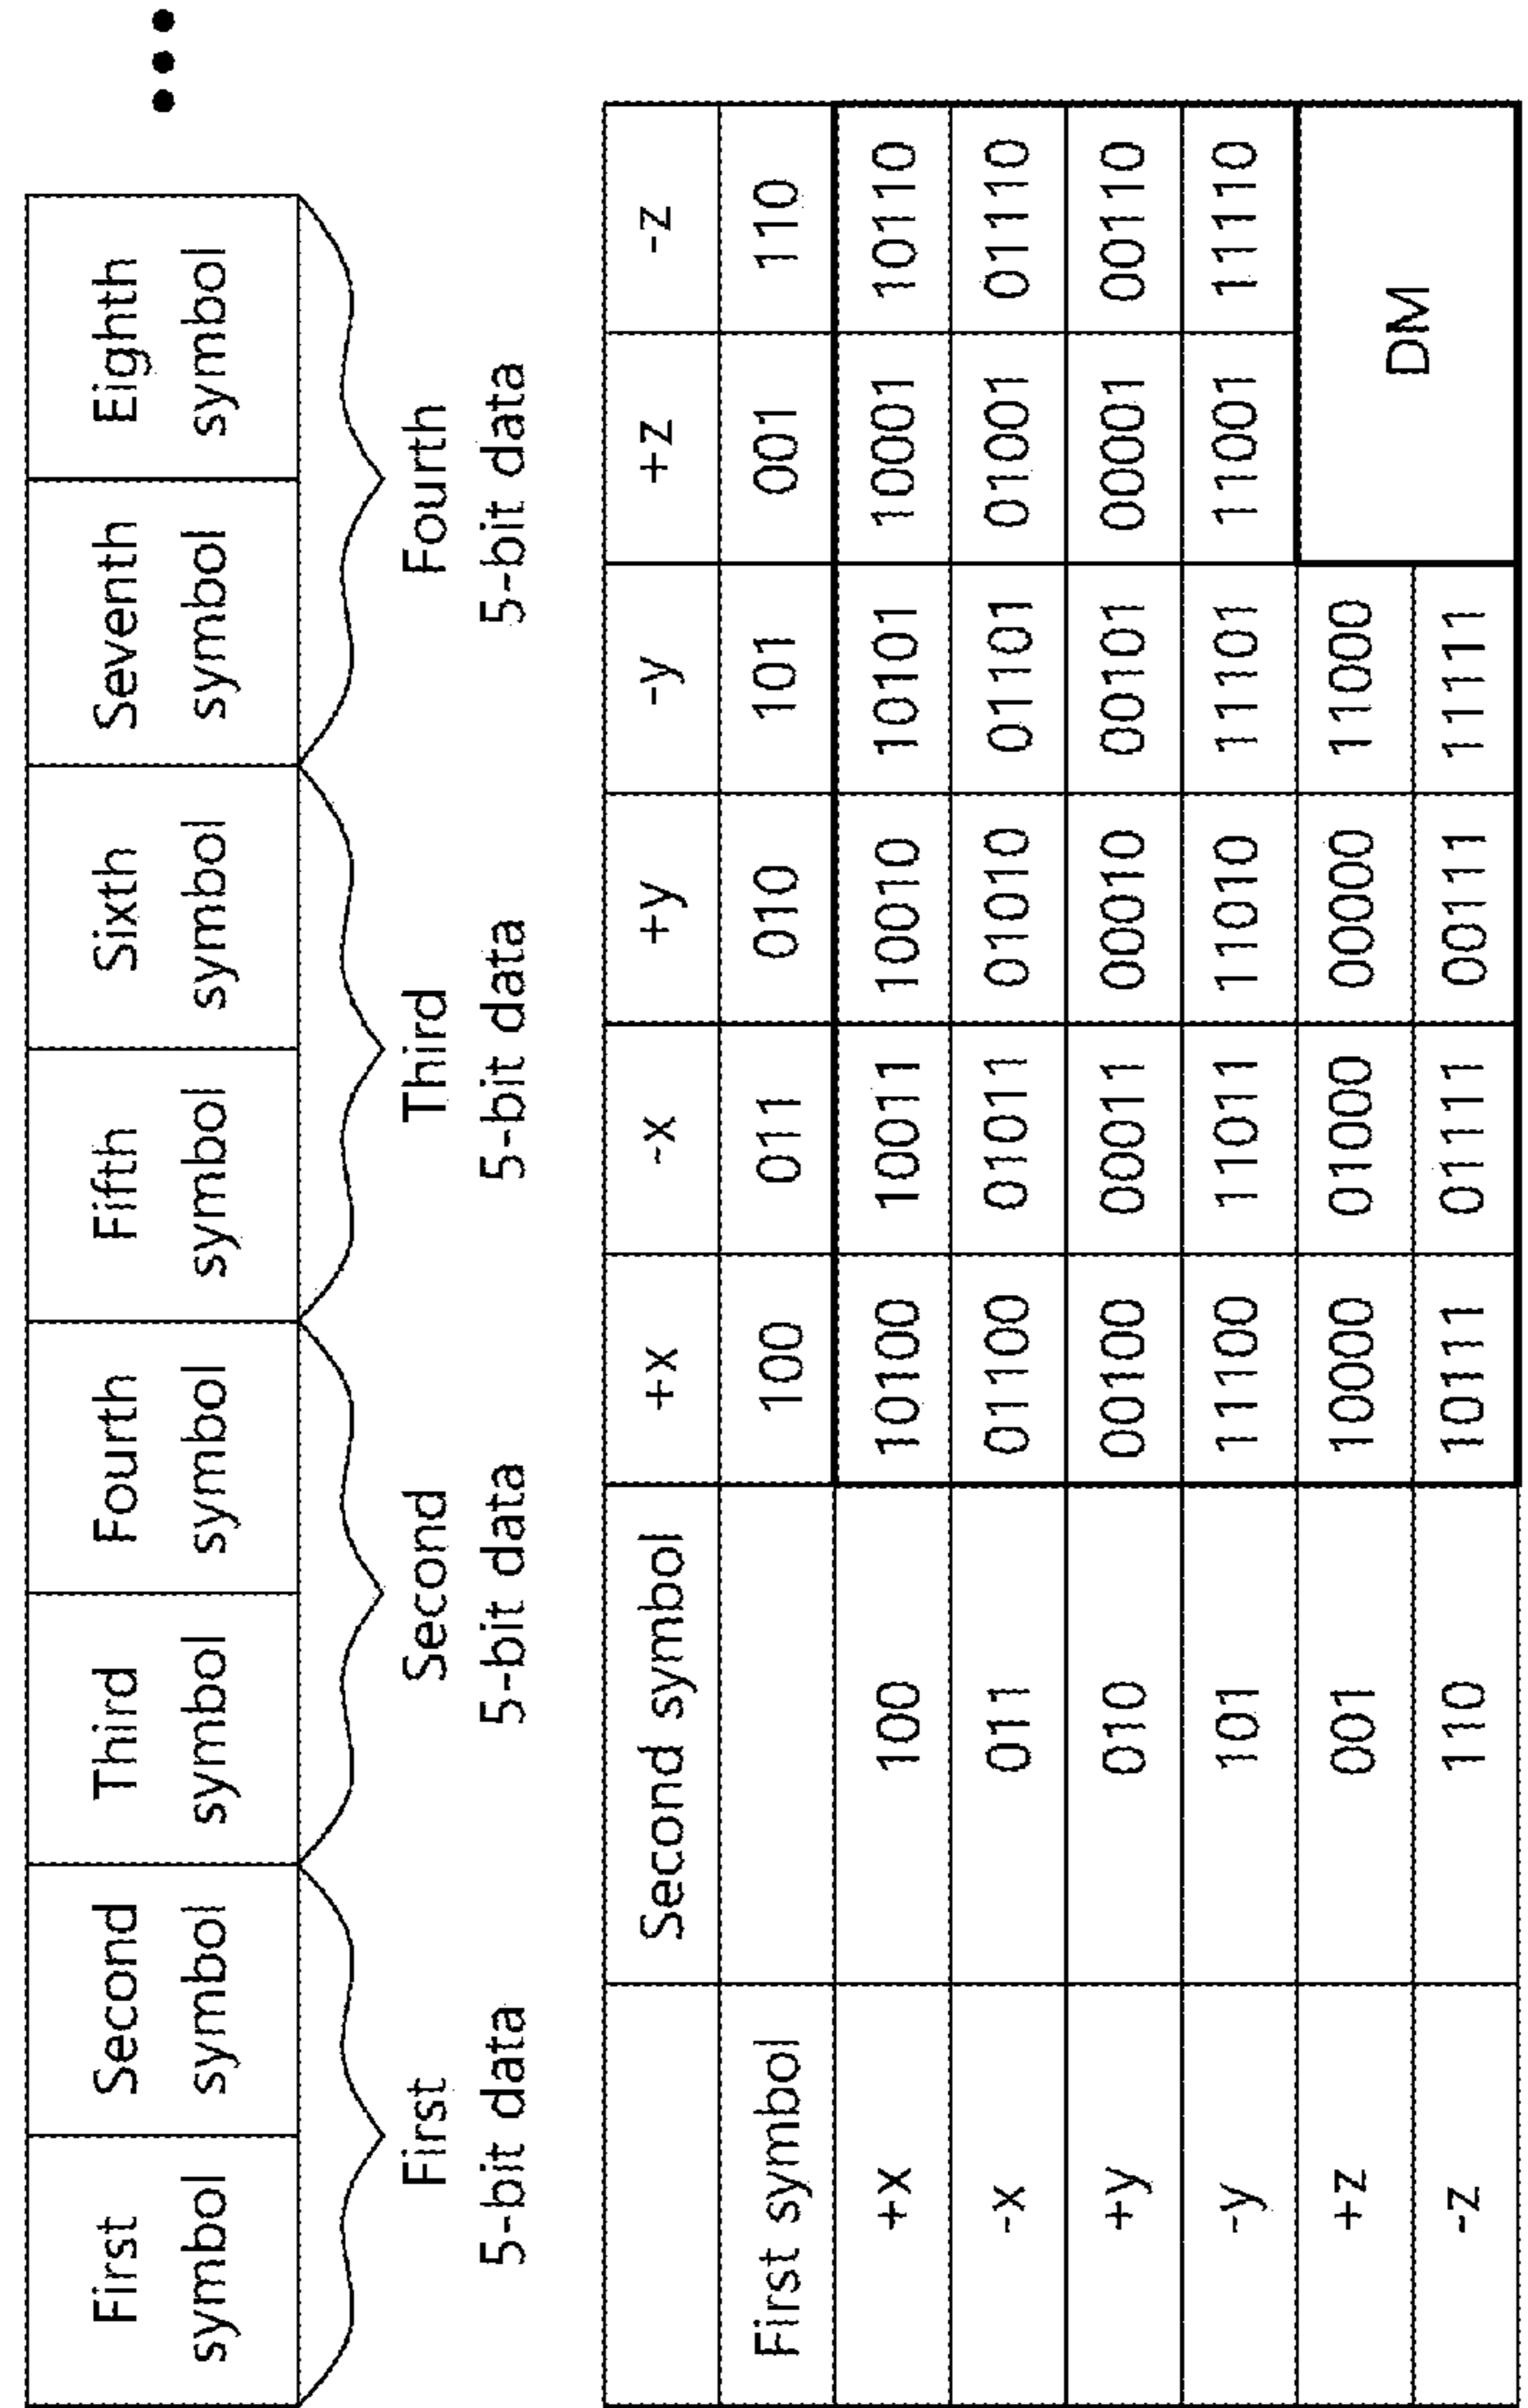 First symbol Second symbol Third symbol Fourth symbol Fifth symbol Sixth symbol Seventh symbol Eighth symbol
First 5-bit data Second 5-bit data Third 5-bit data Fourth 5-bit data
Second symbol +x -x +y -y +z -z
First symbol 100 011 010 101 001 110
+x 100 10100 10011 10010 10101 10001 10110
-x 011 01100 01011 01010 01101 01001 01110
+y 010 00100 00011 00010 00101 00001 00110
-y 101 11100 11011 11010 11101 11001 11110
+z 001 10000 01000 00000 11000 DM
-z 110 10111 01111 00111 11111